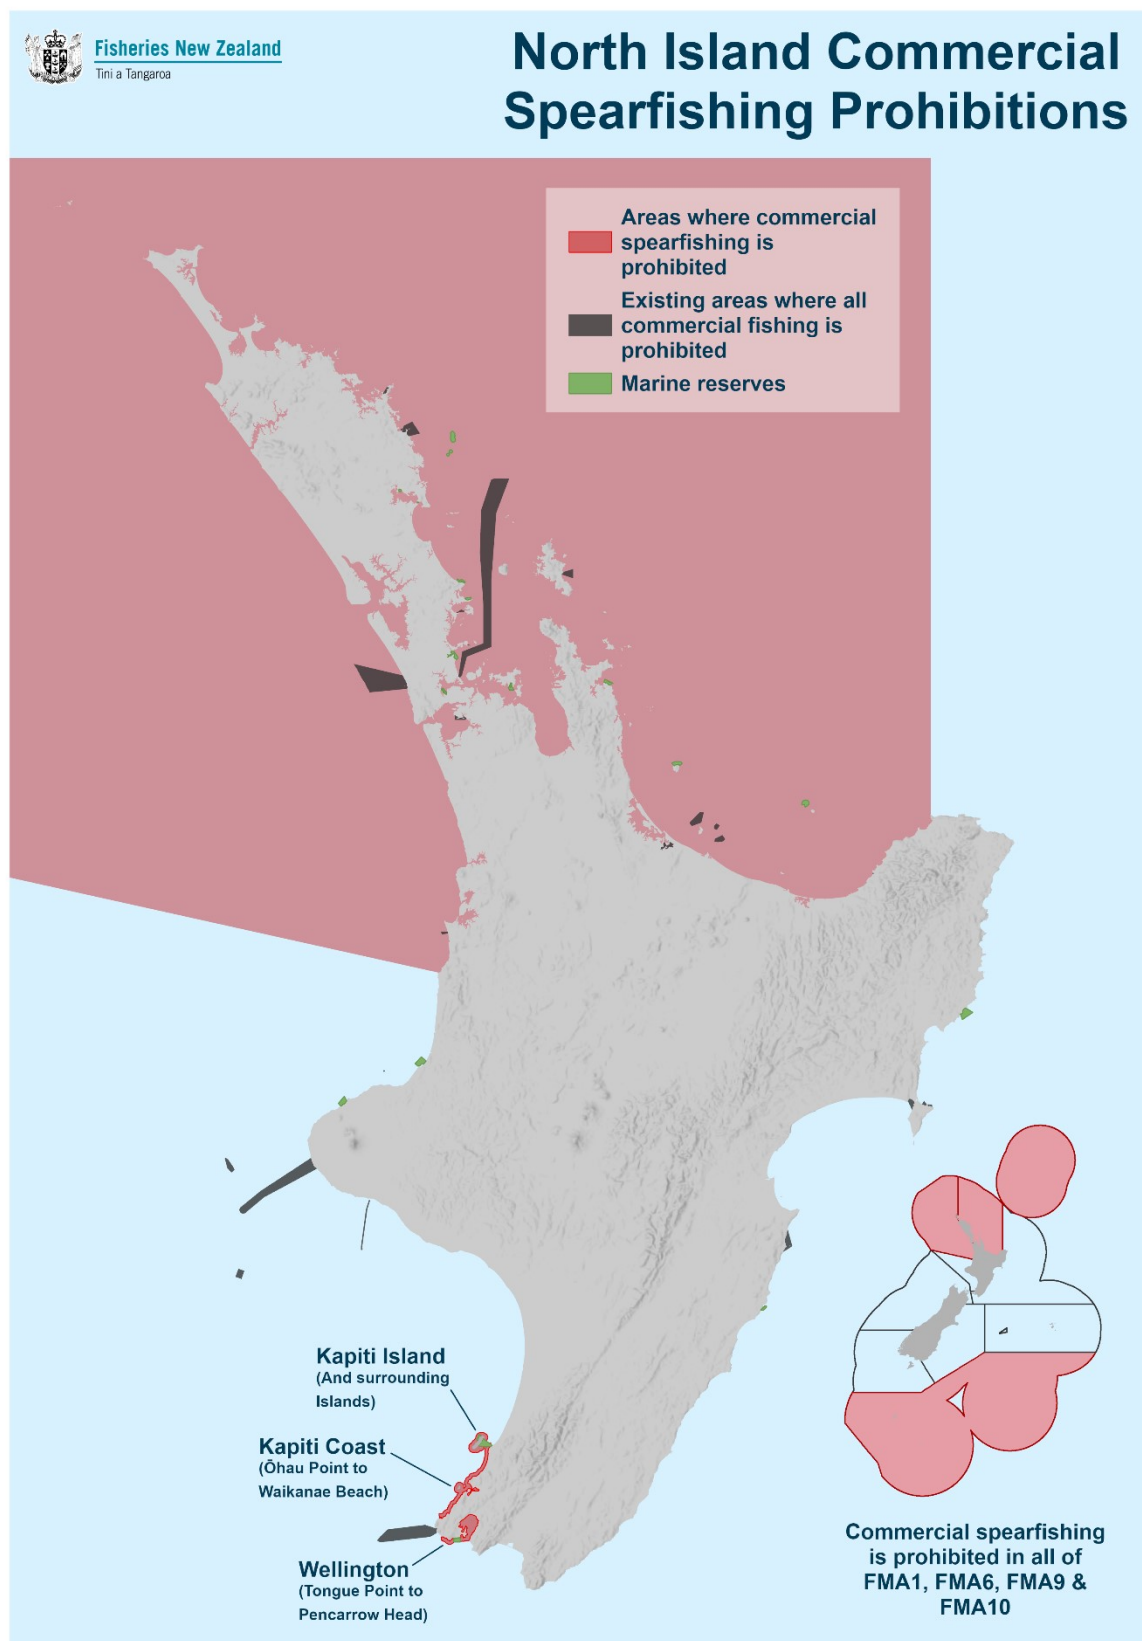 Fisheries New Zealand
Tini a Tangaroa
North Island Commercial
Spearfishing Prohibitions
Areas where commercial
spearfishing is
prohibited
Existing areas where all
commercial fishing is
prohibited
Marine reserves
Kapiti Island
(And surrounding
Islands)
Kapiti Coast
(Ōhau Point to
Waikanae Beach)
Wellington
(Tongue Point to
Pencarrow Head)
Commercial spearfishing
is prohibited in all of
FMA1, FMA6, FMA9 &
FMA10